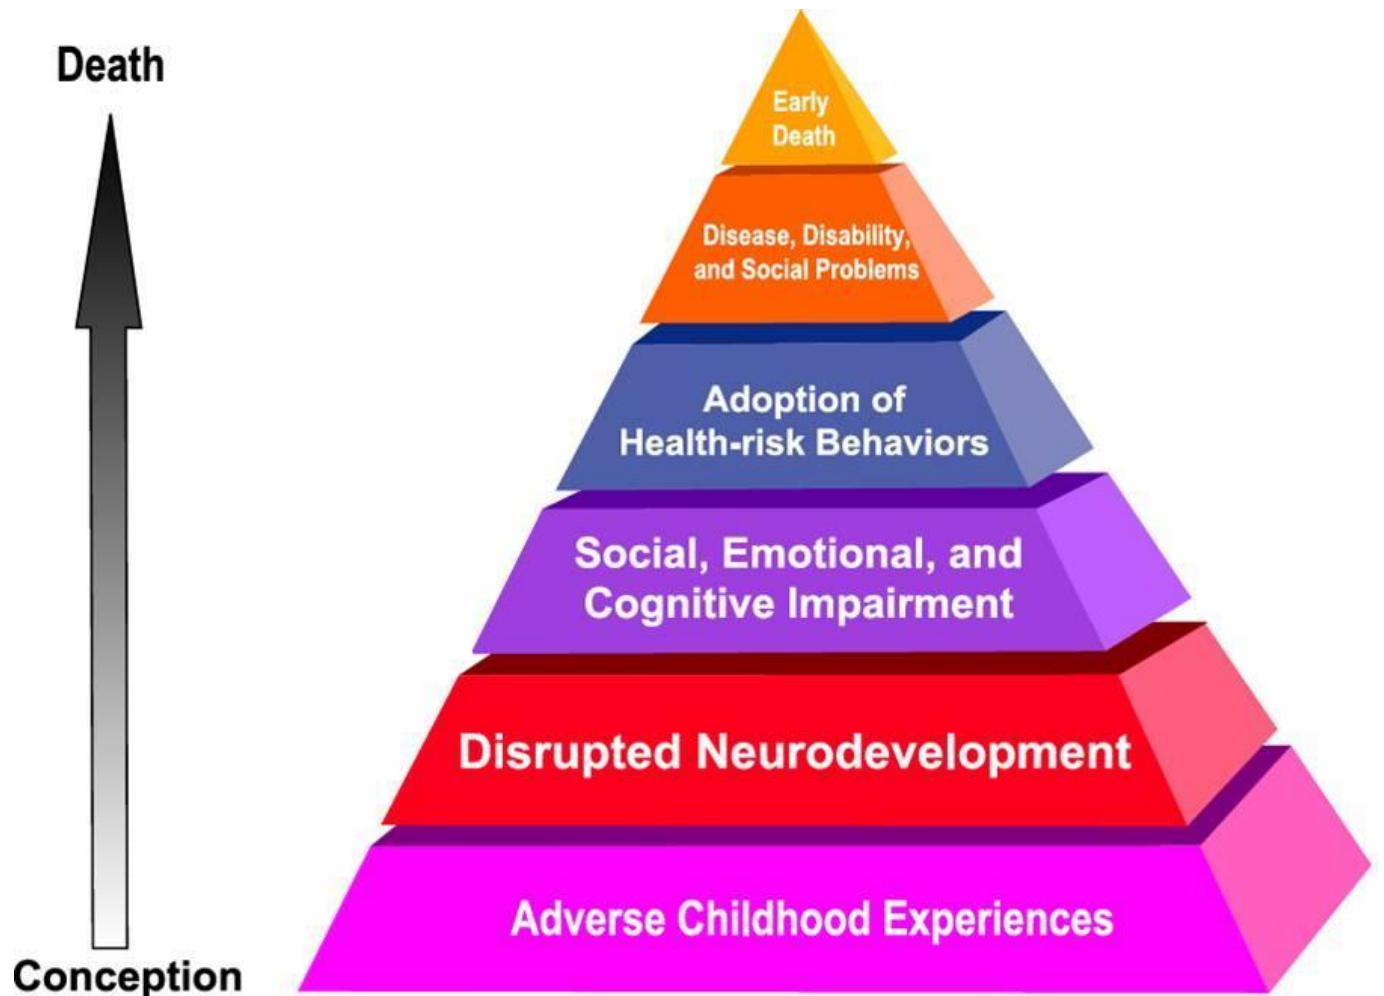 Death
Early
Death
Disease, Disability,
and Social Problems
Adoption of
Health-risk Behaviors
Social, Emotional, and
Cognitive Impairment
Disrupted Neurodevelopment
Adverse Childhood Experiences
Conception